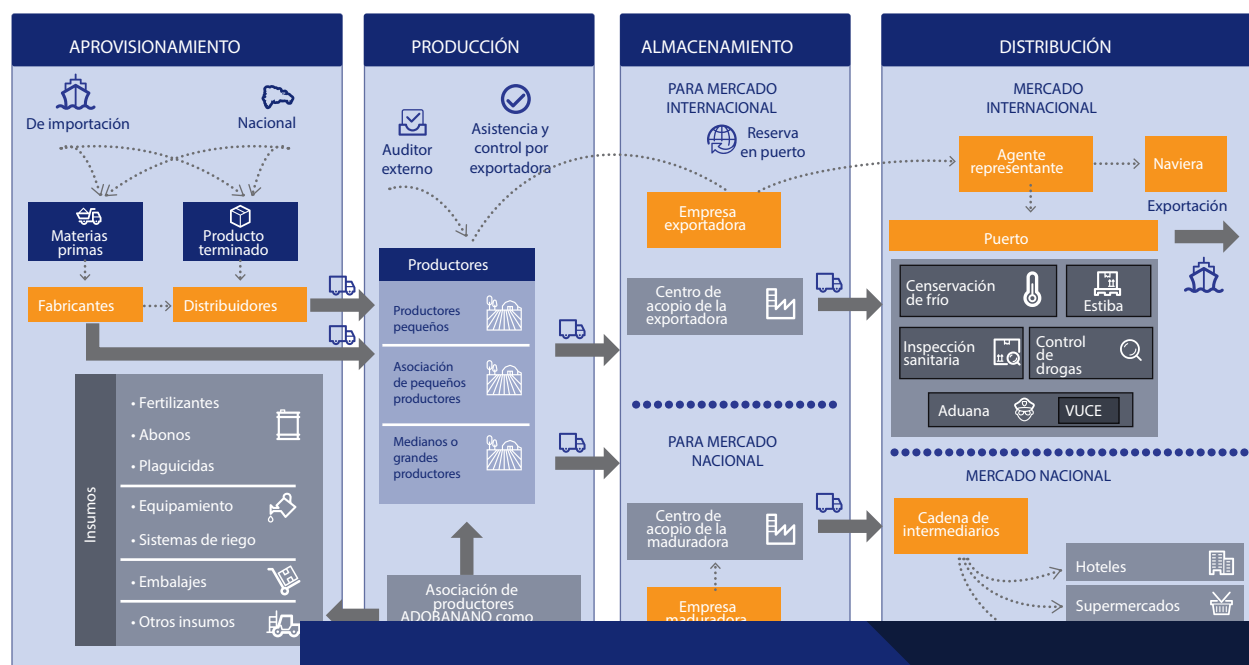 APROVISIONAMIENTO
De importación
Nacional
Materias
primas
Producto
terminado
Fabricantes
Distribuidores
Insumos
• Fertilizantes
• Abonos
• Plaguicidas
• Equipamiento
• Sistemas de riego
• Embalajes
• Otros insumos
PRODUCCIÓN
Auditor
externo
Asistencia y
control por
exportadora
Productores
Productores
pequeños
Asociación
de pequeños
productores
Medianos o
grandes
productores
Asociación de
productores
ADOBANANO como
ALMACENAMIENTO
PARA MERCADO
INTERNACIONAL
Reserva
en puerto
Empresa
exportadora
Centro de
acopio de la
exportadora
PARA MERCADO
NACIONAL
Centro de
acopio de la
maduradora
Empresa
maduradora
DISTRIBUCIÓN
MERCADO
INTERNACIONAL
Agente
representante
Naviera
Exportación
Puerto
Conservación
de frío
Estiba
Inspección
sanitaria
Control
de
drogas
Aduana
VUCE
MERCADO NACIONAL
Cadena de
intermediarios
Hoteles
Supermercados